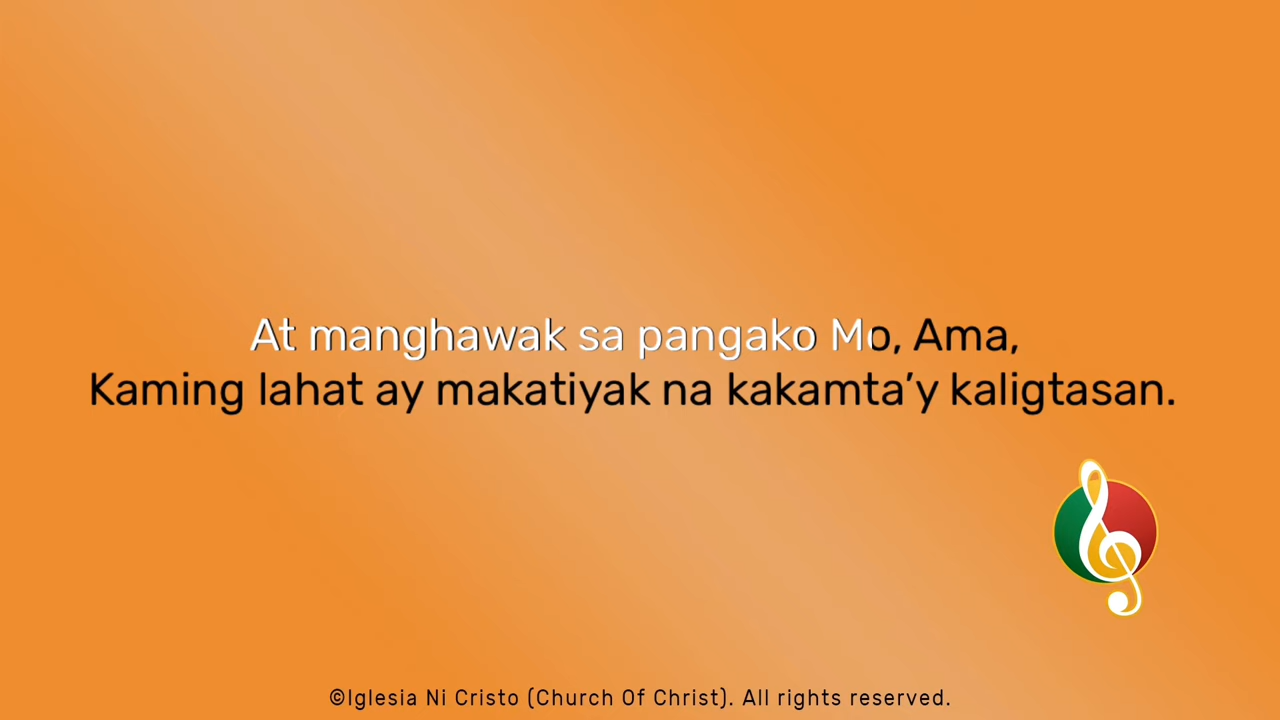 At manghawak sa pangako Mo, Ama,
Kaming lahat ay makatiyak na kakamta’y kaligtasan.
©Iglesia Ni Cristo (Church Of Christ). All rights reserved.